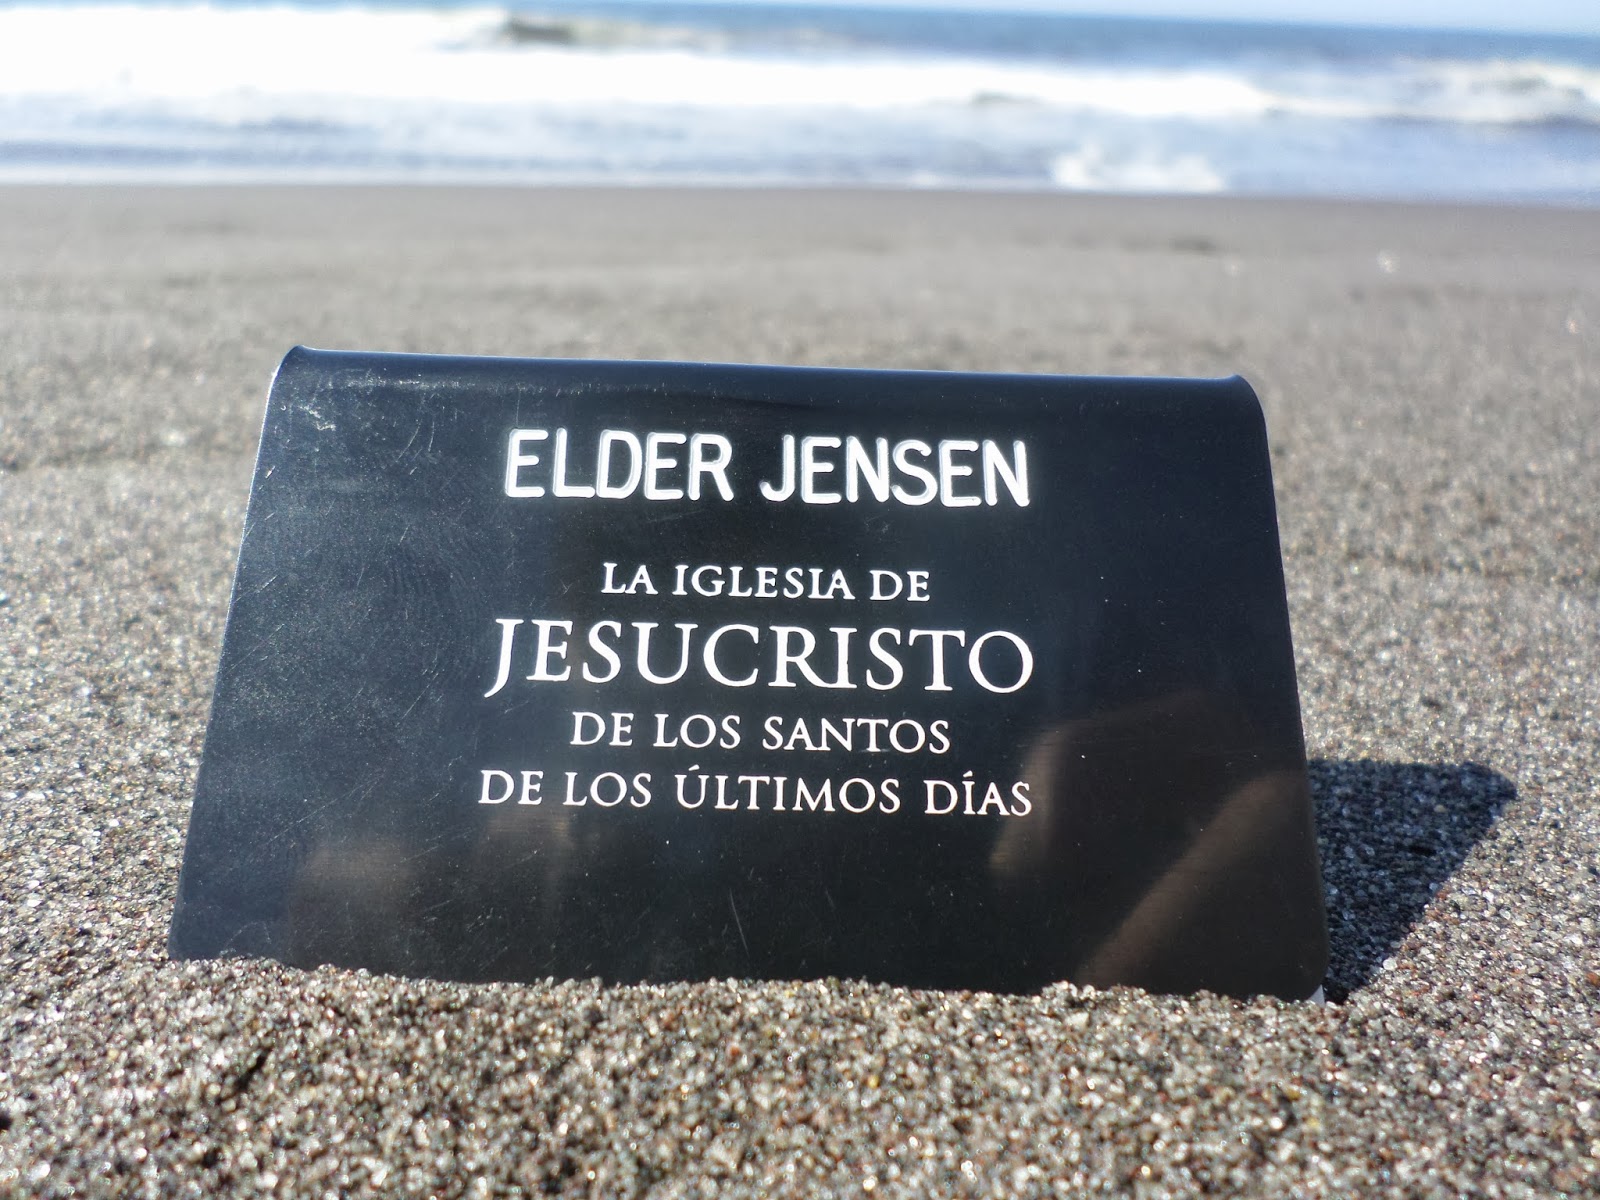 ELDER JENSEN
LA IGLESIA DE
JESUCRISTO
DE LOS SANTOS
DE LOS ÚLTIMOS DÍAS